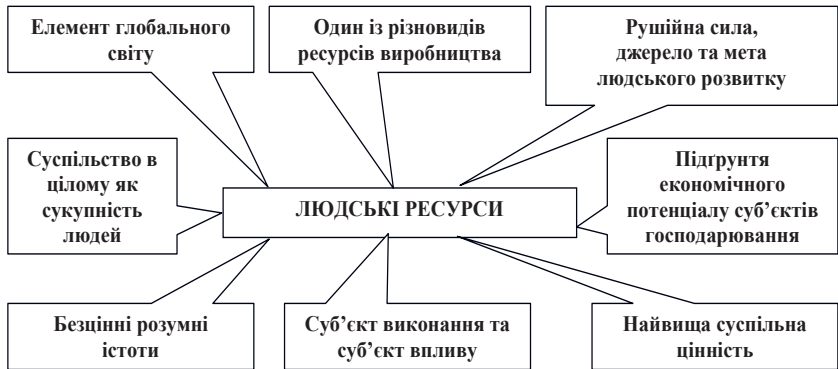 Елемент глобального
світу
Один із різновидів
ресурсів виробництва
Рушійна сила,
джерело та мета
людського розвитку
Суспільство в
цілому як
сукупність
людей
ЛЮДСЬКІ РЕСУРСИ
Підґрунтя
економічного
потенціалу суб’єктів
господарювання
Безцінні розумні
істоти
Суб’єкт виконання та
суб’єкт впливу
Найвища суспільна
цінність